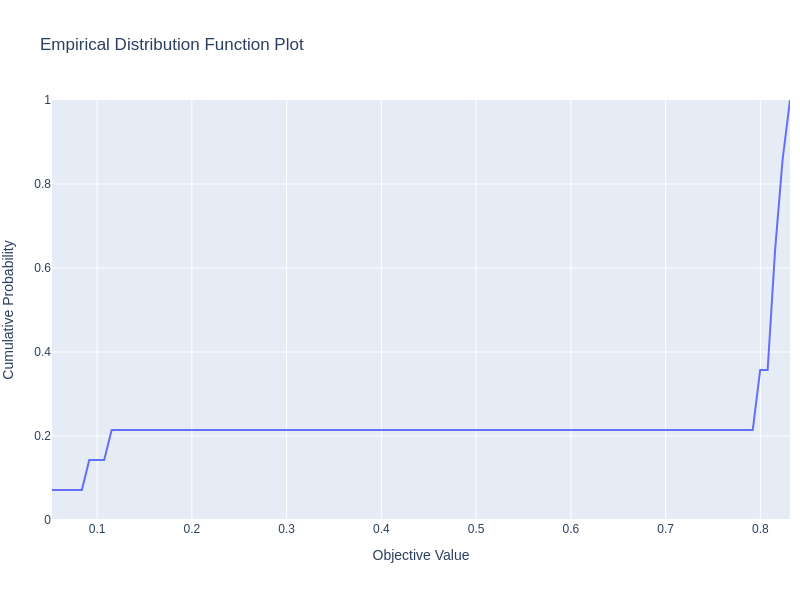 Empirical Distribution Function Plot
Cumulative Probability
1
0.8
0.6
0.4
0.2
0
0.1 0.2 0.3 0.4 0.5 0.6 0.7 0.8
Objective Value